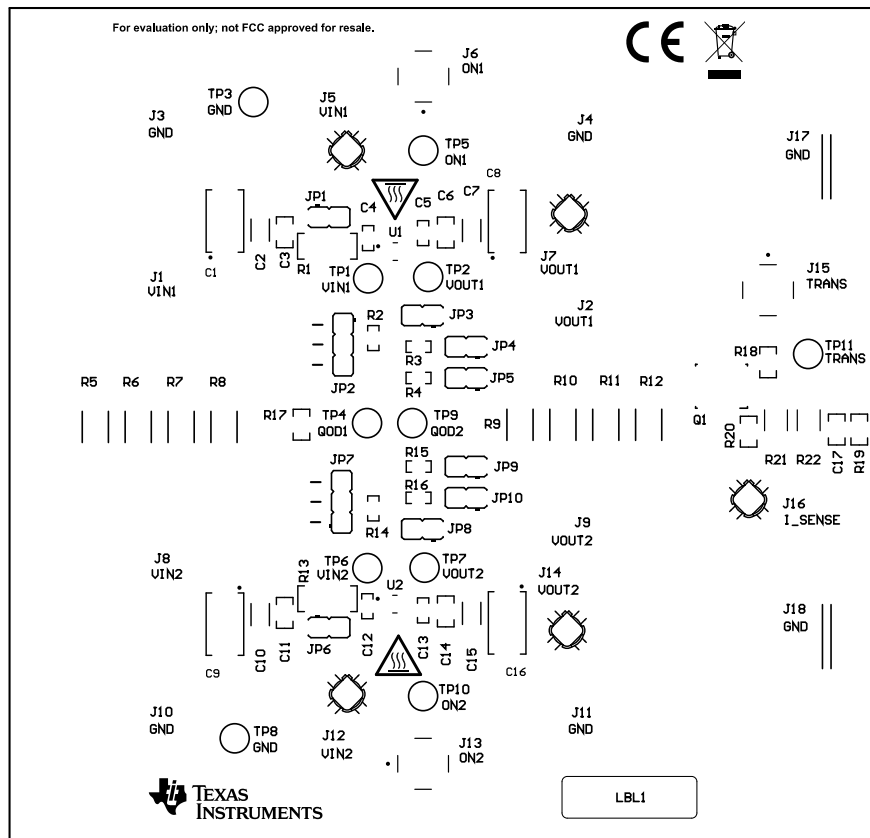 For evaluation only; not FCC approved for resale.
CE
J6
ON1
TP3
GND
J5
VIN1
J3
GND
J4
GND
TP5
ON1
J17
GND
C8
JP1
C4
C5
C6
C7
U1
C1
C2
C3
R1
J7
VOUT1
J1
VIN1
TP1
VIN1
TP2
VOUT1
J15
TRANS
J2
VOUT1
R2
JP3
JP4
R3
TP11
TRANS
R18
JP2
R4
JP5
R5
R6
R7
R8
R17
TP4
QOD1
TP9
QOD2
R9
R10
R11
R12
Q1
R20
R21
R22
C17
R19
JP7
R15
JP9
R16
JP10
R14
JP8
J16
I_SENSE
J9
VOUT2
J8
VIN2
R13
TP6
VIN2
TP7
VOUT2
U2
J14
VOUT2
J18
GND
C9
C10
C11
JP6
C12
C13
C14
C15
C16
J10
GND
TP8
GND
J12
VIN2
TP10
ON2
J11
GND
J13
ON2
TEXAS
INSTRUMENTS
LBL1